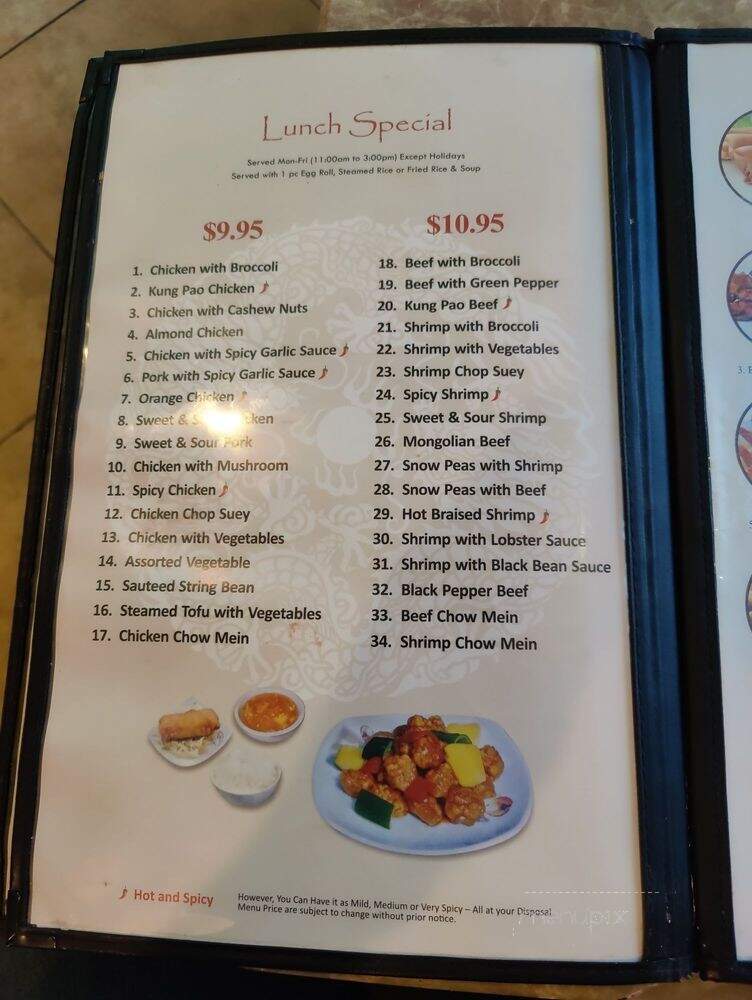 Lunch Special
Served Mon-Fri (11:00am to 3:00pm) Except Holidays
Served with 1 pc Egg Roll, Steamed Rice or Fried Rice & Soup
$9.95
1. Chicken with Broccoli
2. Kung Pao Chicken
3. Chicken with Cashew Nuts
4. Almond Chicken
5. Chicken with Spicy Garlic Sauce
6. Pork with Spicy Garlic Sauce
7. Orange Chicken
8. Sweet & Chicken
9. Sweet & Sour Pork
10. Chicken with Mushroom
11. Spicy Chicken
12. Chicken Chop Suey
13. Chicken with Vegetables
14. Assorted Vegetable
15. Sauteed String Bean
16. Steamed Tofu with Vegetables
17. Chicken Chow Mein
$10.95
18. Beef with Broccoli
19. Beef with Green Pepper
20. Kung Pao Beef
21. Shrimp with Broccoli
22. Shrimp with Vegetables
23. Shrimp Chop Suey
24. Spicy Shrimp
25. Sweet & Sour Shrimp
26. Mongolian Beef
27. Snow Peas with Shrimp
28. Snow Peas with Beef
29. Hot Braised Shrimp
30. Shrimp with Lobster Sauce
31. Shrimp with Black Bean Sauce
32. Black Pepper Beef
33. Beef Chow Mein
34. Shrimp Chow Mein
Hot and Spicy
However, You Can Have it as Mild, Medium or Very Spicy – All at your Disposal
Menu Price are subject to change without prior notice.
menupix
3.